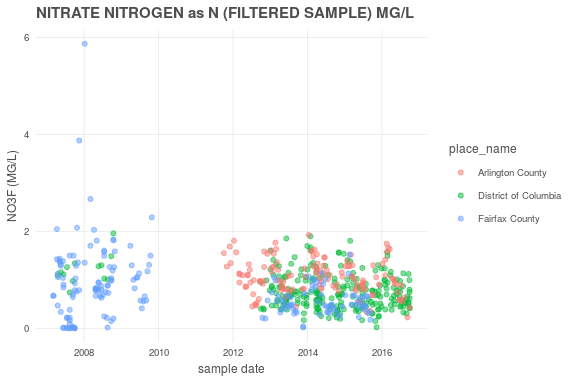 NITRATE NITROGEN as N (FILTERED SAMPLE) MG/L
6
4
2
0
NO3F (MG/L)
2008 2010 2012 2014 2016
sample date
place_name
Arlington County
District of Columbia
Fairfax County